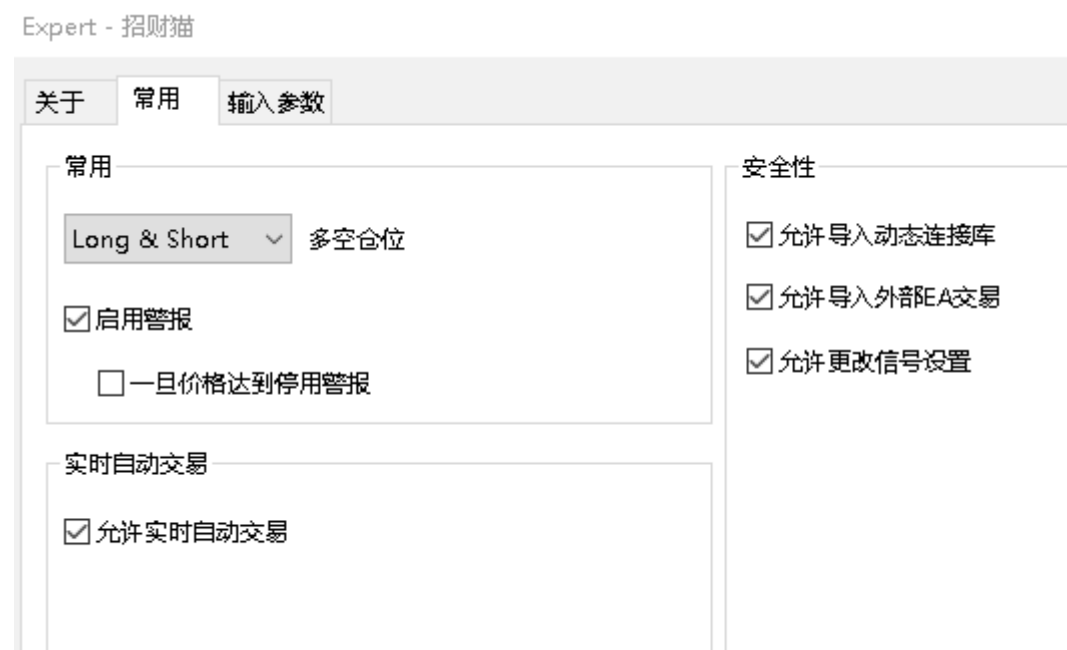 Expert - 招财猫
关于 常用 输入参数
常用
Long & Short 多空仓位
启用警报
一旦价格达到停用警报
实时自动交易
允许实时自动交易
安全性
允许导入动态连接库
允许导入外部EA交易
允许更改信号设置